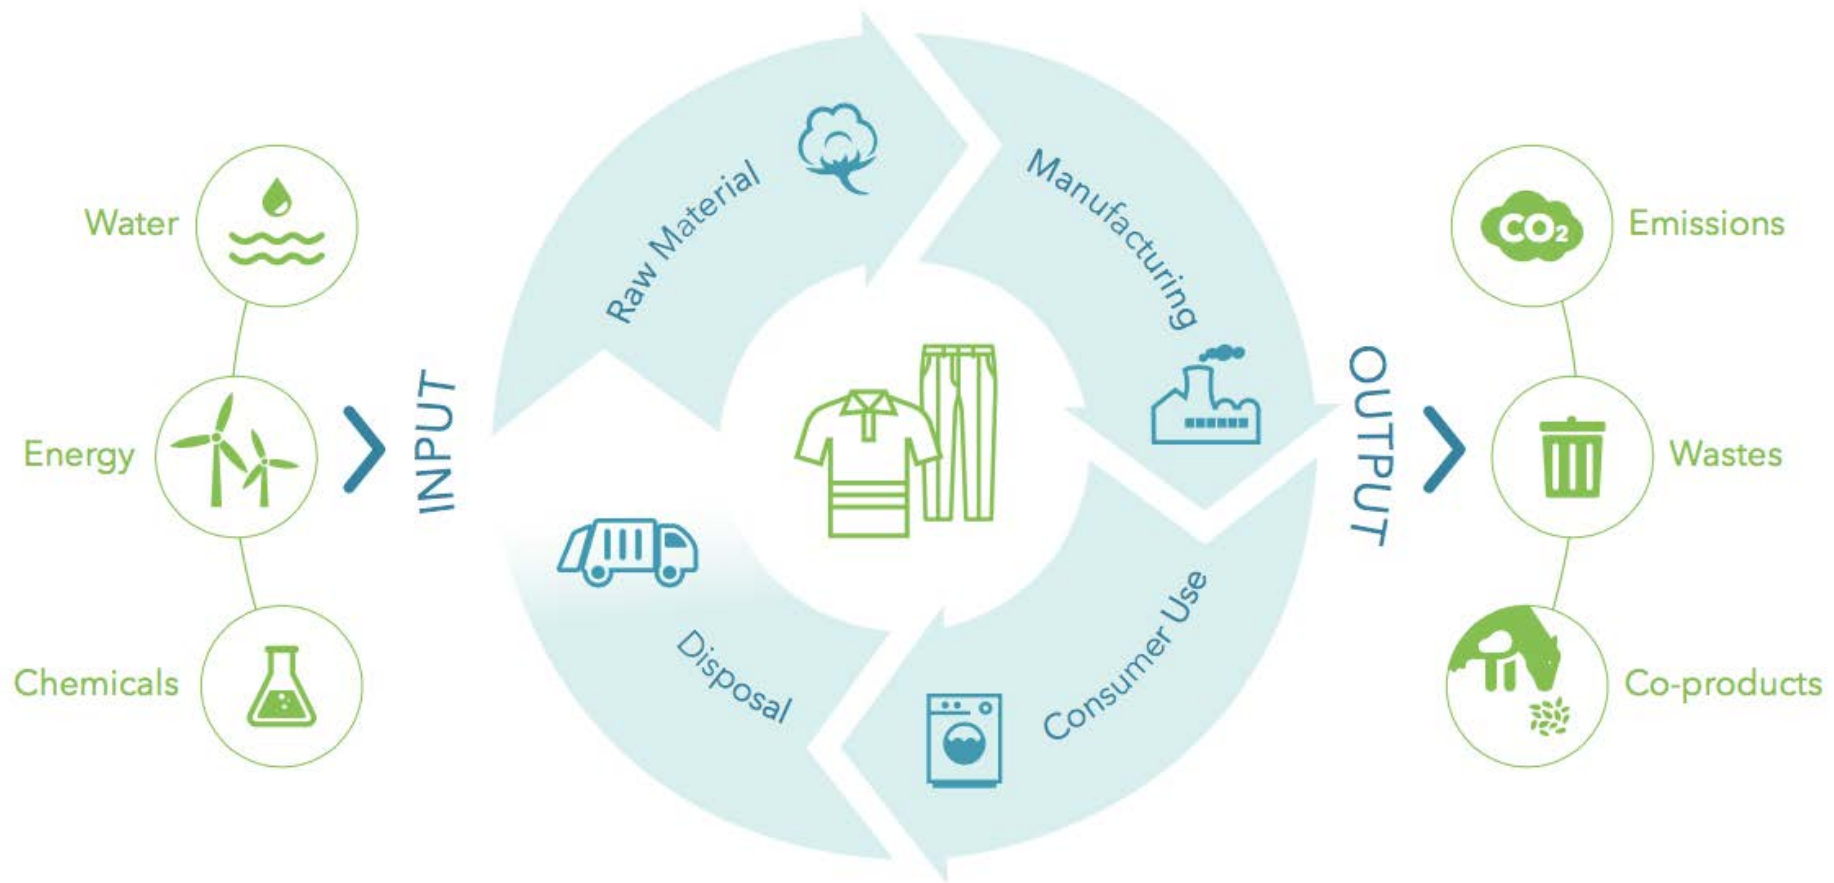 Water
Energy
Chemicals
INPUT
Raw Material
Manufacturing
Consumer Use
Disposal
OUTPUT
CO₂
Emissions
Wastes
Co-products